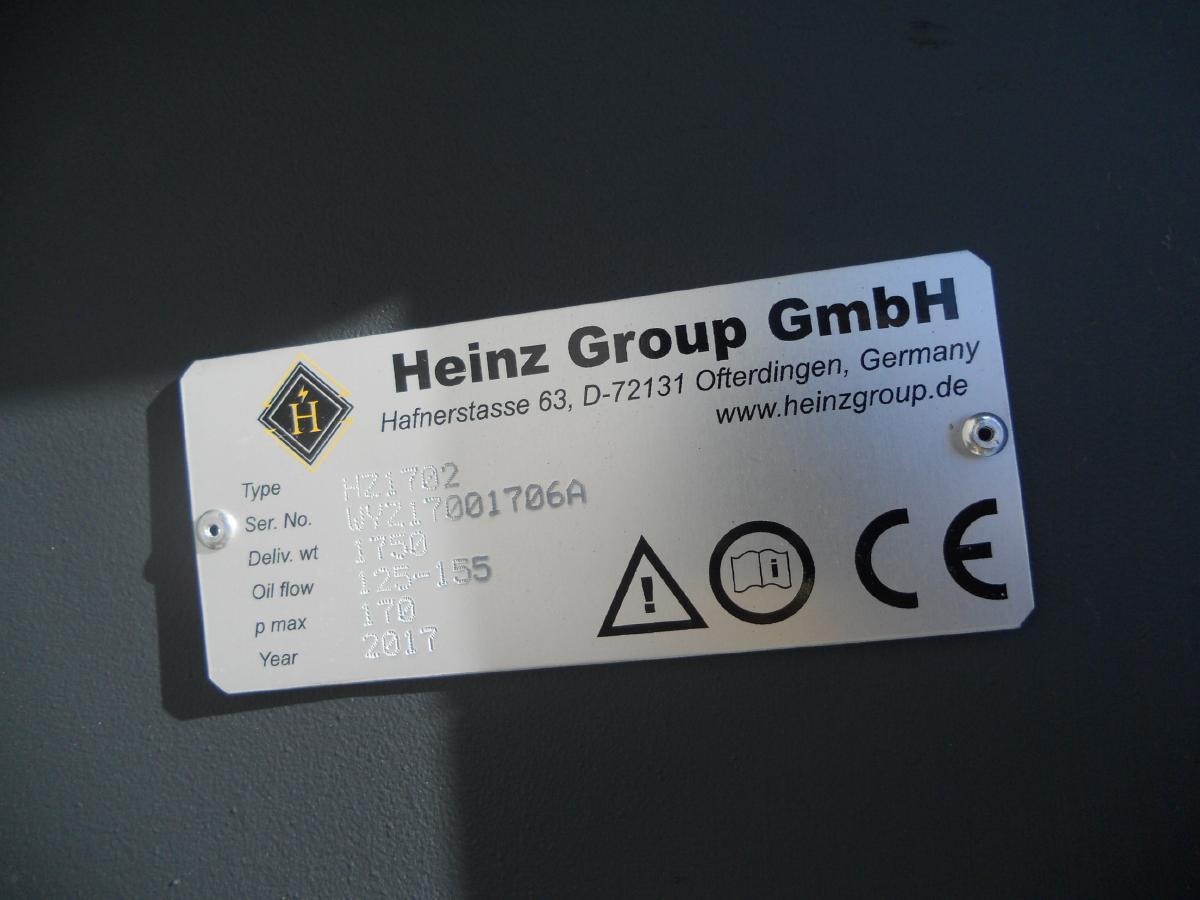 Heinz Group GmbH
Hafnerstasse 63, D-72131 Ofterdingen, Germany
www.heinzgroup.de
H
Type HZ1702
Ser. No. WVZ17001706A
Deliv. wt 1750
Oil flow 125-155
p max 170
Year 2017
! i CE